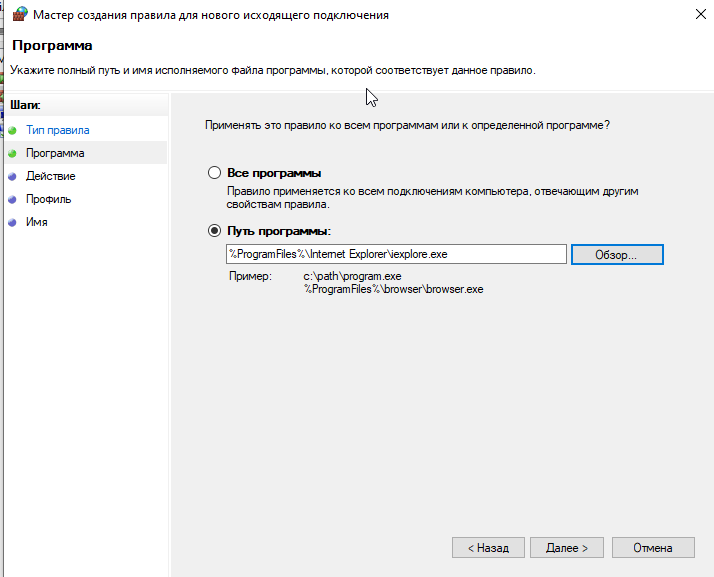 Мастер создания правила для нового исходящего подключения
Программа
Укажите полный путь и имя исполняемого файла программы, которой соответствует данное правило.
Шаги:
Тип правила
Программа
Действие
Профиль
Имя
Применять это правило ко всем программам или к определенной программе?
Все программы
Правило применяется ко всем подключениям компьютера, отвечающим другим
свойствам правила.
Путь программы:
%ProgramFiles%\Internet Explorer\iexplore.exe
Обзор...
Пример: c:\path\program.exe
%ProgramFiles%\browser\browser.exe
< Назад Далее > Отмена